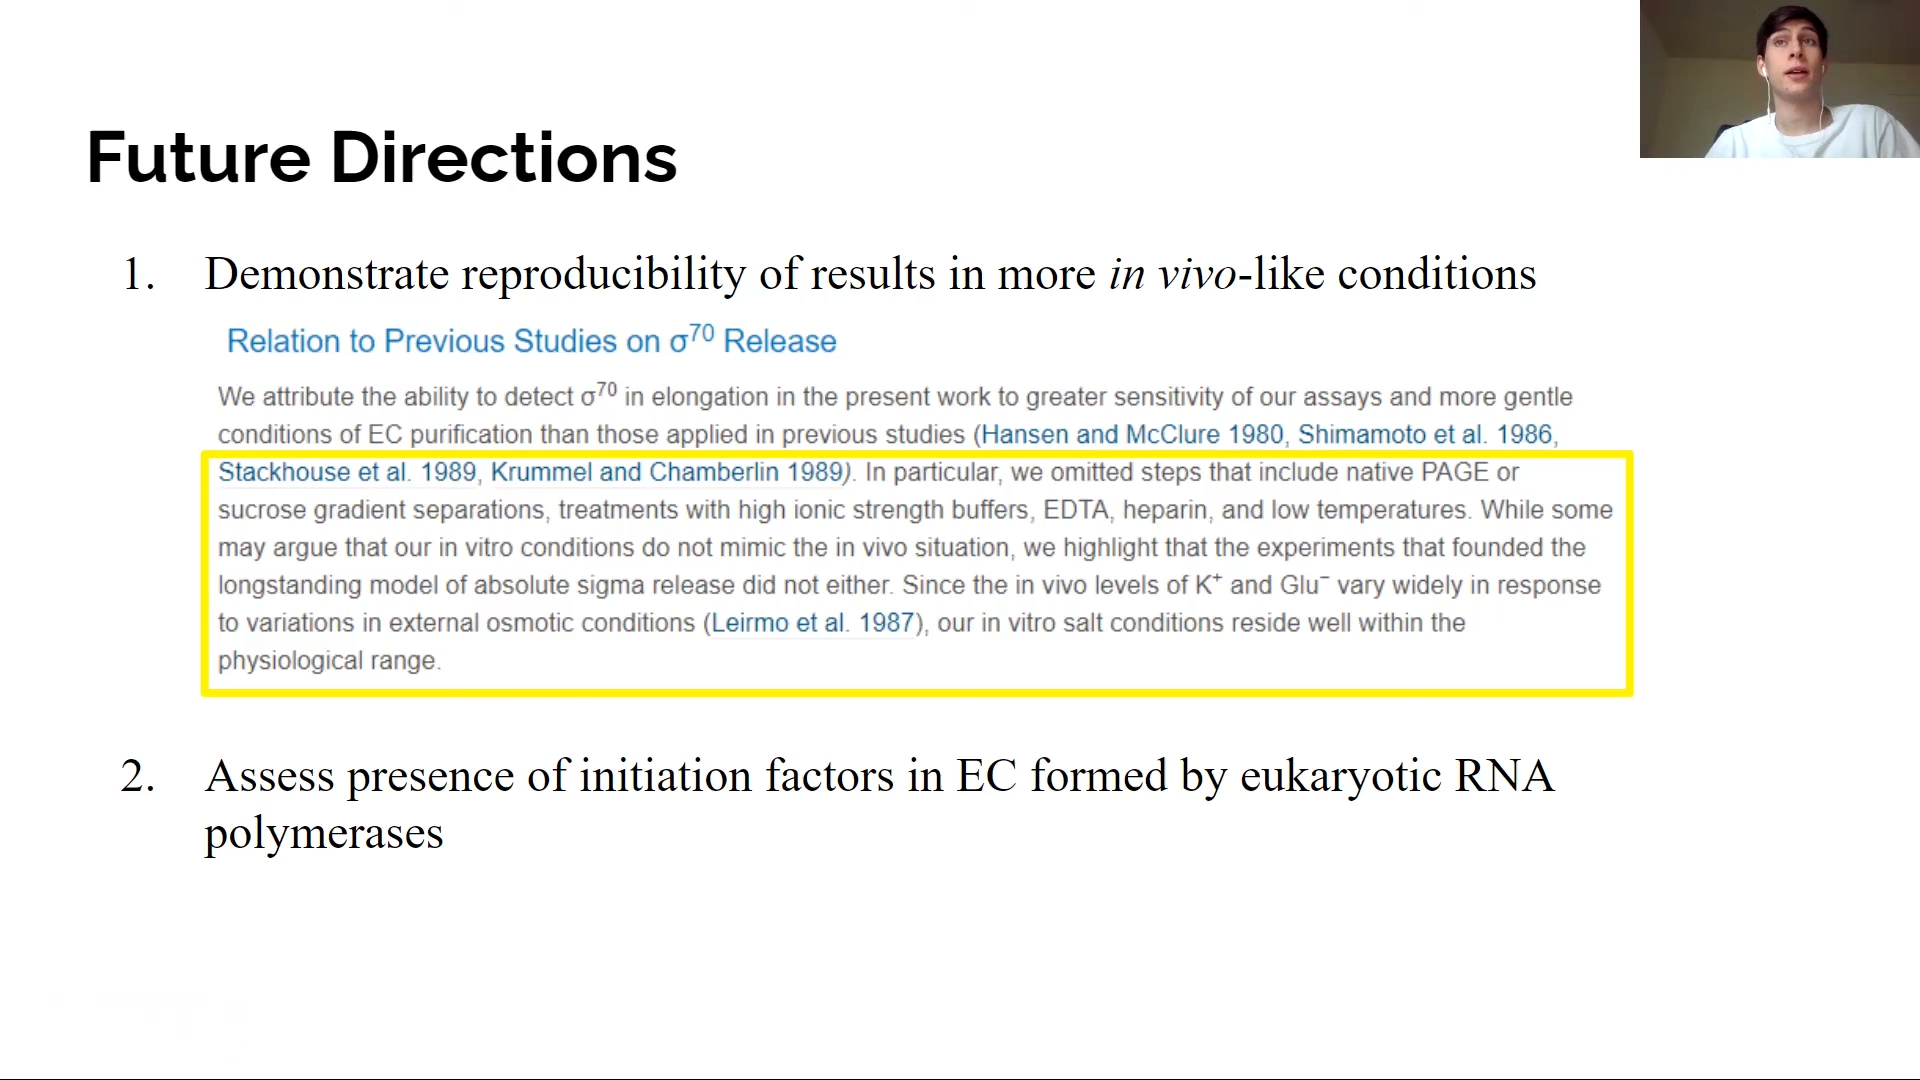 Future Directions
1. Demonstrate reproducibility of results in more in vivo-like conditions
Relation to Previous Studies on σ⁷⁰ Release
We attribute the ability to detect σ⁷⁰ in elongation in the present work to greater sensitivity of our assays and more gentle
conditions of EC purification than those applied in previous studies (Hansen and McClure 1980, Shimamoto et al. 1986,
Stackhouse et al. 1989, Krummel and Chamberlin 1989). In particular, we omitted steps that include native PAGE or
sucrose gradient separations, treatments with high ionic strength buffers, EDTA, heparin, and low temperatures. While some
may argue that our in vitro conditions do not mimic the in vivo situation, we highlight that the experiments that founded the
longstanding model of absolute sigma release did not either. Since the in vivo levels of K⁺ and Glu⁻ vary widely in response
to variations in external osmotic conditions (Leirmo et al. 1987), our in vitro salt conditions reside well within the
physiological range.
2. Assess presence of initiation factors in EC formed by eukaryotic RNA
polymerases